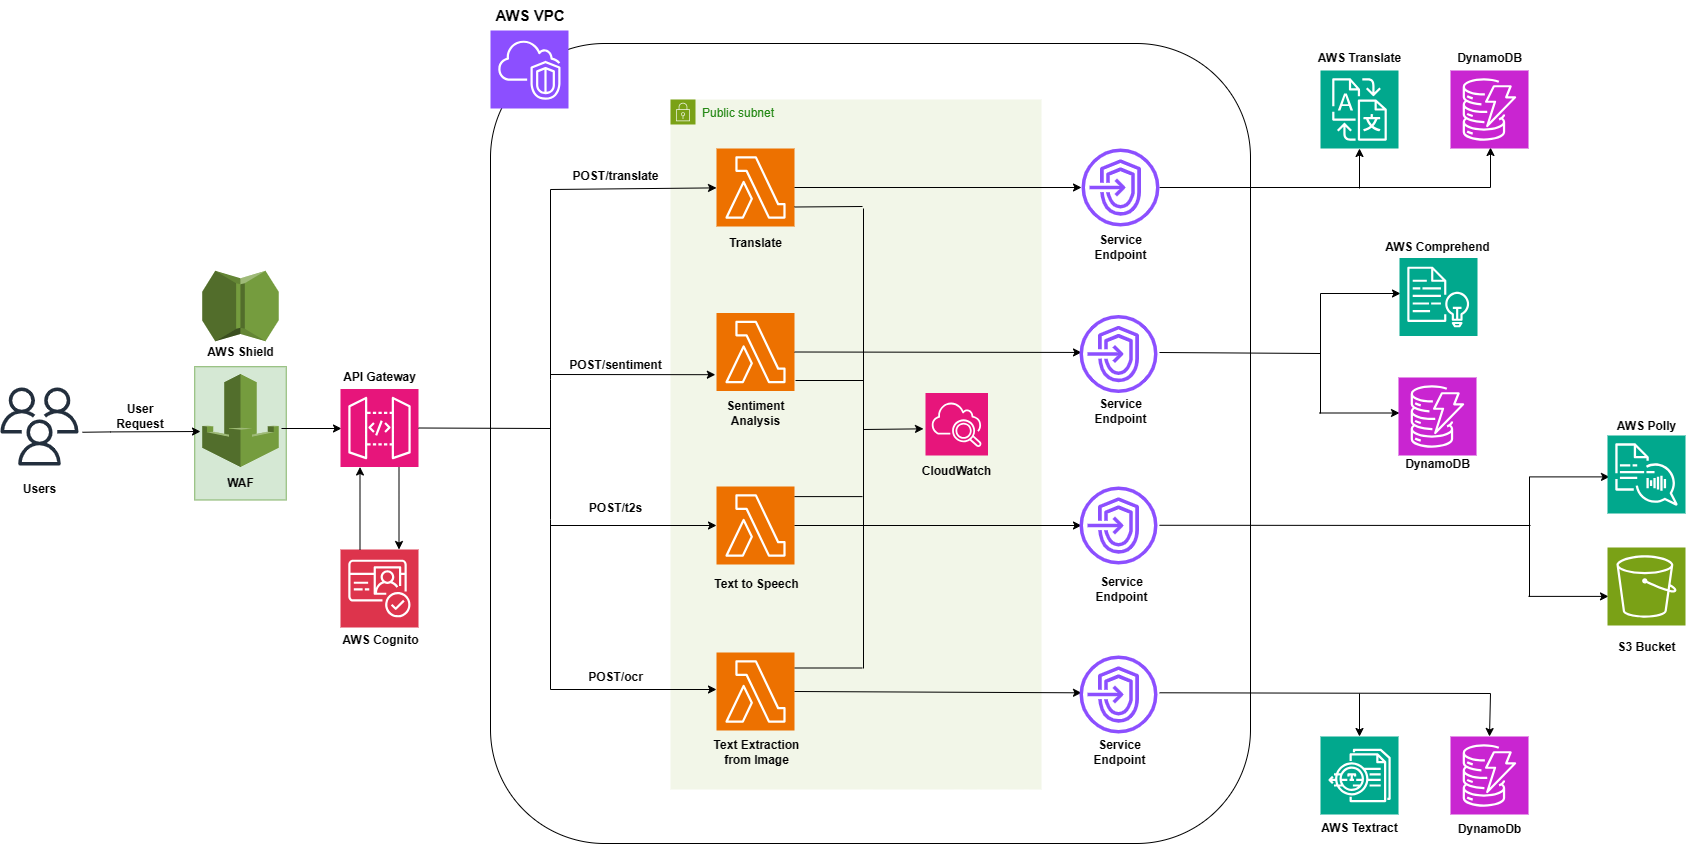 AWS VPC
Public subnet
AWS Translate
DynamoDB
POST/translate
Translate
Service
Endpoint
AWS Comprehend
AWS Shield
POST/sentiment
Sentiment
Analysis
Service
Endpoint
API Gateway
User
Request
CloudWatch
DynamoDB
AWS Polly
WAF
Users
POST/t2s
Text to Speech
Service
Endpoint
AWS Cognito
S3 Bucket
POST/ocr
Text Extraction
from Image
Service
Endpoint
AWS Textract
DynamoDb